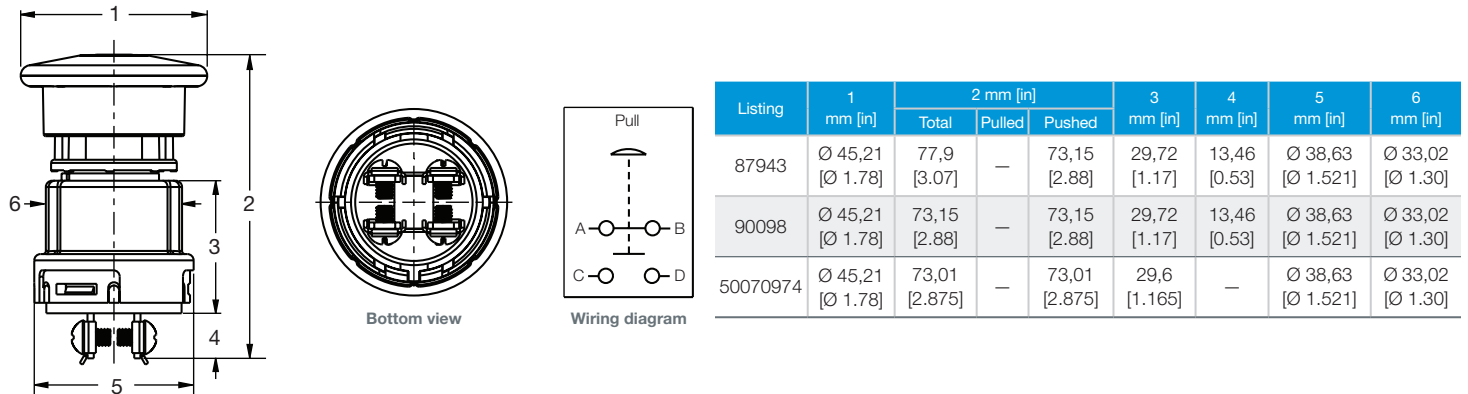 1
6
2
3
4
5
Bottom view
Pull
A B
C D
Wiring diagram
Listing 1 mm [in] 2 mm [in] 3 mm [in] 4 mm [in] 5 mm [in] 6 mm [in]
Total Pulled Pushed
87943 Ø 45,21 [Ø 1.78] 77,9 [3.07] — 73,15 [2.88] 29,72 [1.17] 13,46 [0.53] Ø 38,63 [Ø 1.521] Ø 33,02 [Ø 1.30]
90098 Ø 45,21 [Ø 1.78] 73,15 [2.88] — 73,15 [2.88] 29,72 [1.17] 13,46 [0.53] Ø 38,63 [Ø 1.521] Ø 33,02 [Ø 1.30]
50070974 Ø 45,21 [Ø 1.78] 73,01 [2.875] — 73,01 [2.875] 29,6 [1.165] — Ø 38,63 [Ø 1.521] Ø 33,02 [Ø 1.30]